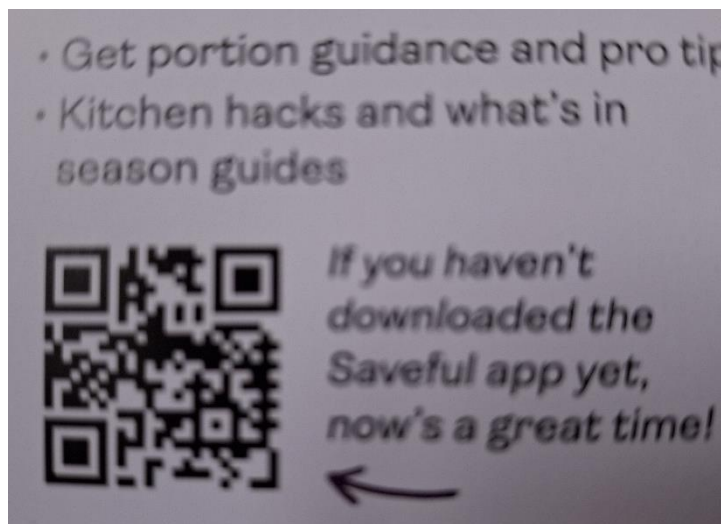 · Get portion guidance and pro tip
· Kitchen hacks and what's in
season guides
If you haven't
downloaded the
Saveful app yet,
now's a great time!